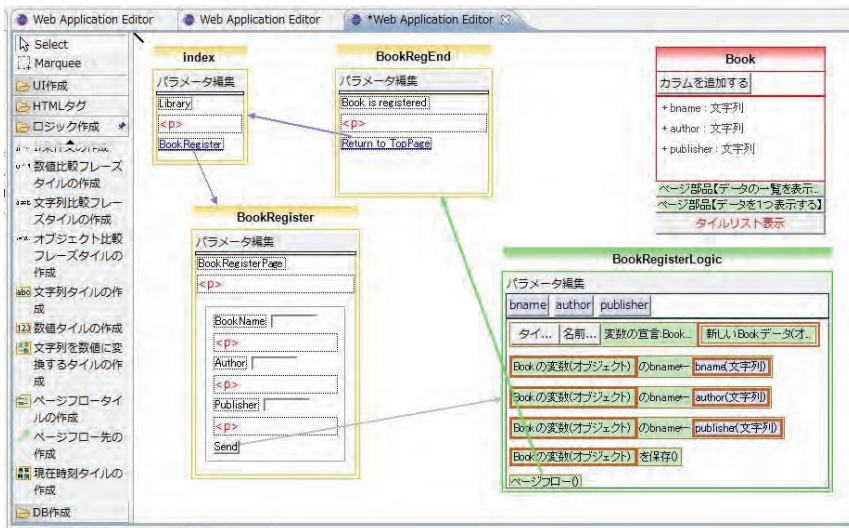 Web Application Editor
Web Application Editor
*Web Application Editor
Select
Marquee
UI作成
HTMLタグ
ロジック作成
数値比較フレーズ
タイルの作成
文字列比較フレー
ズタイルの作成
オブジェクト比較
フレーズタイルの
作成
abc 文字列タイルの作
成
123 数値タイルの作成
文字列を数値に変
換するタイルの作
成
ページフロータイ
ルの作成
ページフロー先の
作成
現在時刻タイルの
作成
DB作成
index
パラメータ編集
Library
<p>
BookRegister
BookRegEnd
パラメータ編集
Book is registered
<p>
Return to TopPage
Book
カラムを追加する
+ bname : 文字列
+ author : 文字列
+ publisher : 文字列
ページ部品【データの一覧を表示..
ページ部品【データを1つ表示する】
タイルリスト表示
BookRegister
パラメータ編集
BookRegisterPage
<p>
BookName
<p>
Author
<p>
Publisher
<p>
Send
BookRegisterLogic
パラメータ編集
bname author publisher
タイ... 名前... 変数の宣言:Book... 新しいBookデータ(オ..
Bookの変数(オブジェクト) のbname← bname(文字列)
Bookの変数(オブジェクト) のbname← author(文字列)
Bookの変数(オブジェクト) のbname← publisher(文字列)
Bookの変数(オブジェクト) を保存()
ページフロー()